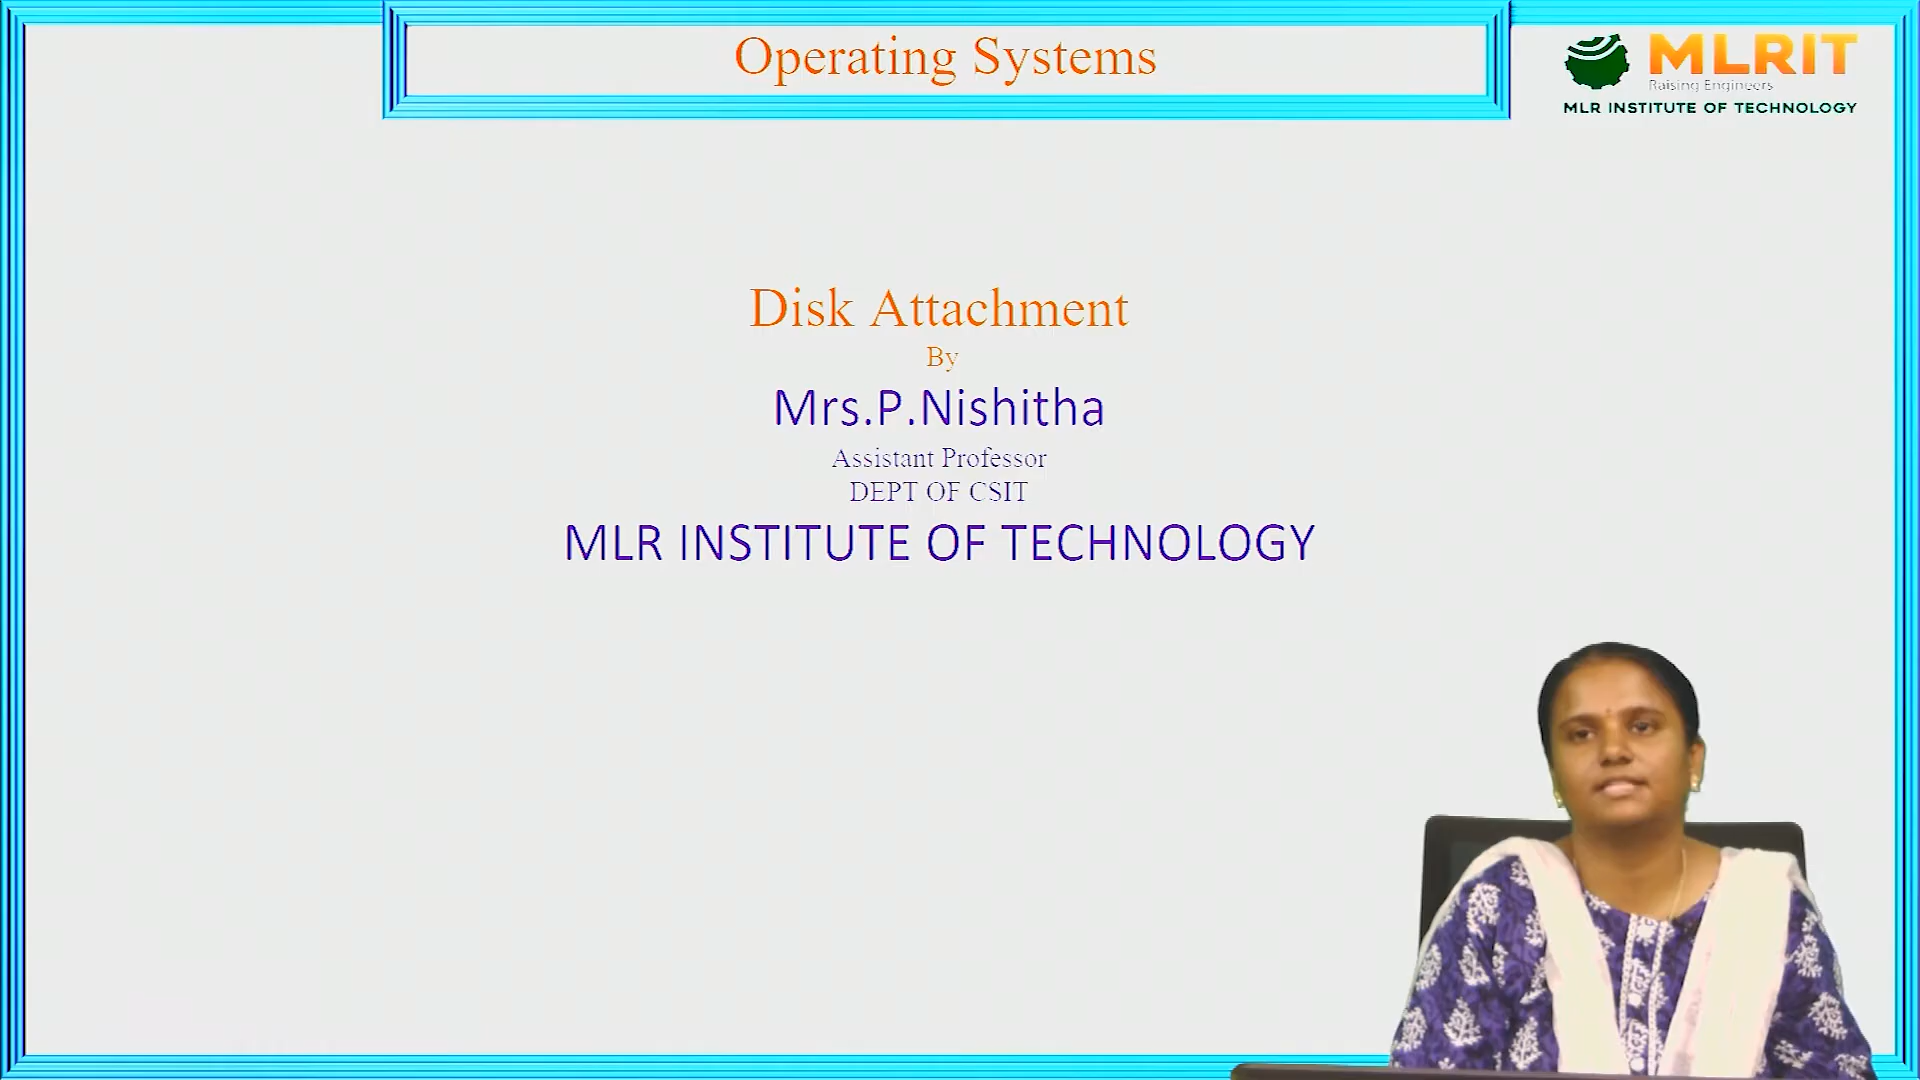 Operating Systems
MLRIT
Raising Engineers
MLR INSTITUTE OF TECHNOLOGY
Disk Attachment
By
Mrs.P.Nishitha
Assistant Professor
DEPT OF CSIT
MLR INSTITUTE OF TECHNOLOGY